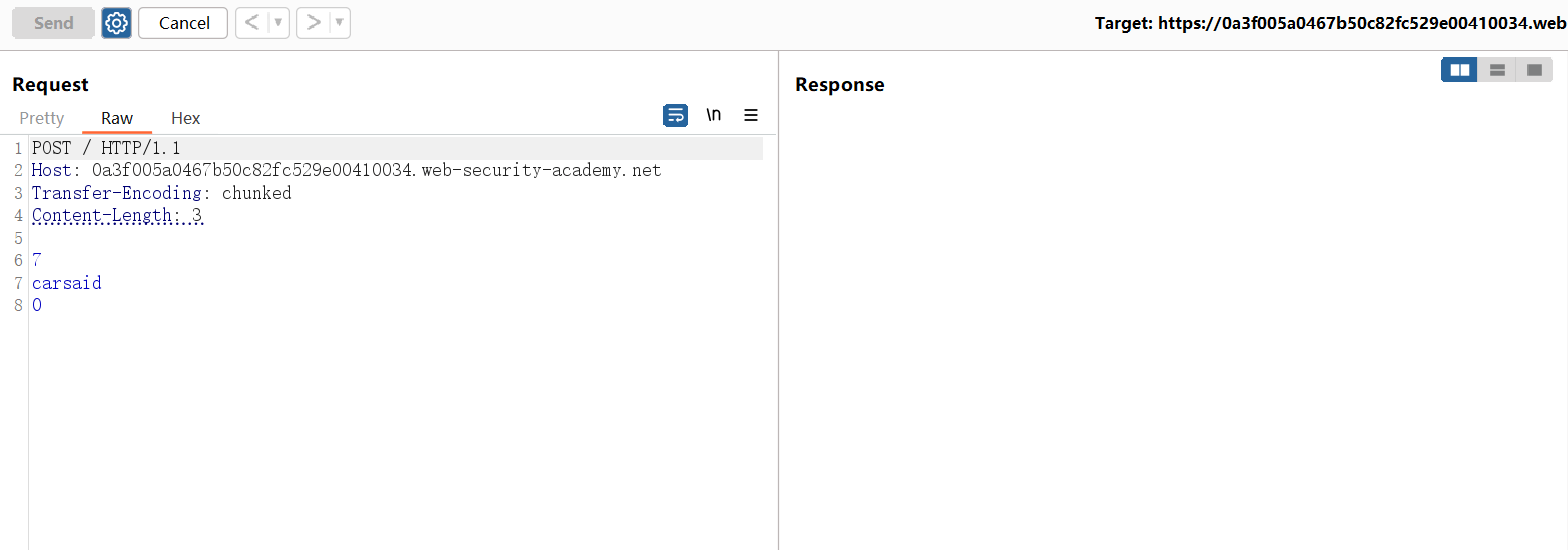 Send Cancel < > Target: https://0a3f005a0467b50c82fc529e00410034.web
Request
Response
Pretty Raw Hex \n
1 POST / HTTP/1.1
2 Host: 0a3f005a0467b50c82fc529e00410034.web-security-academy.net
3 Transfer-Encoding: chunked
4 Content-Length: 3
5
6 7
7 carsaid
8 0